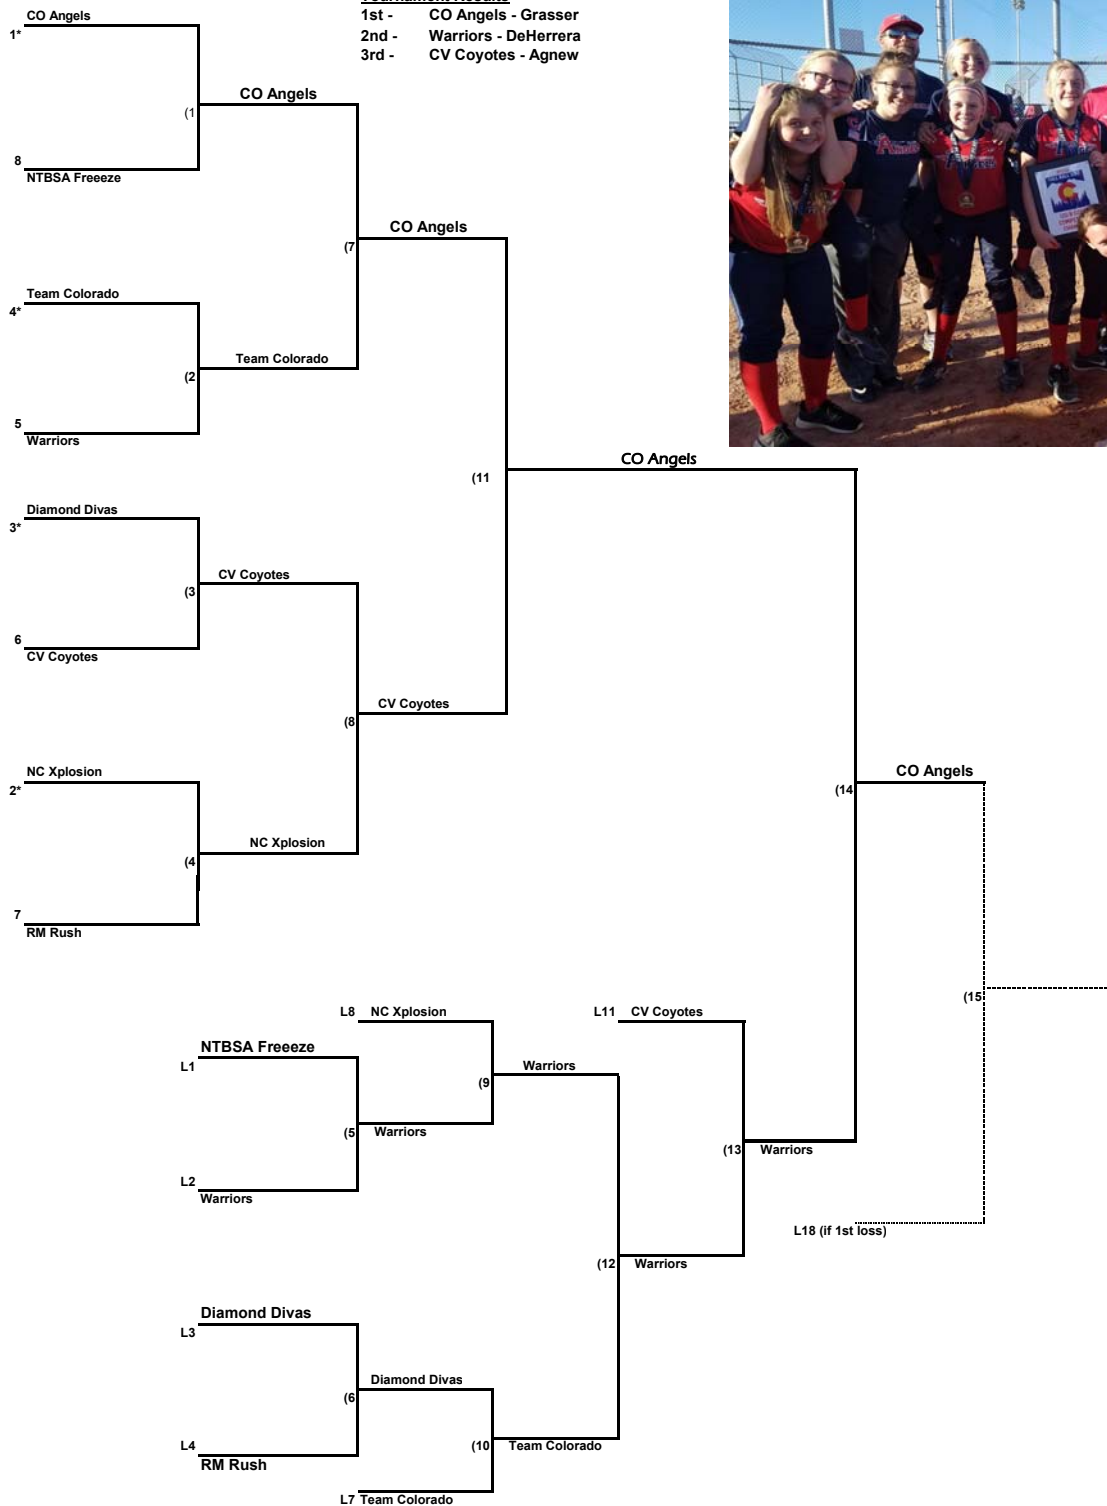 Tournament Results
1st - CO Angels - Grasser
2nd - Warriors - DeHerrera
3rd - CV Coyotes - Agnew
CO Angels
1*
CO Angels
(1
8
NTBSA Freeeze
CO Angels
(7
Team Colorado
4*
Team Colorado
(2
5
Warriors
CO Angels
(11
Diamond Divas
3*
CV Coyotes
(3
6
CV Coyotes
CV Coyotes
(8
NC Xplosion
2*
CO Angels
(14
NC Xplosion
(4
7
RM Rush
(15
L8 NC Xplosion
L11 CV Coyotes
NTBSA Freeeze
L1
Warriors
(9
Warriors
(5
(13 Warriors
L2
Warriors
L18 (if 1st loss)
(12 Warriors
Diamond Divas
L3
Diamond Divas
(6
L4
RM Rush
(10 Team Colorado
L7 Team Colorado